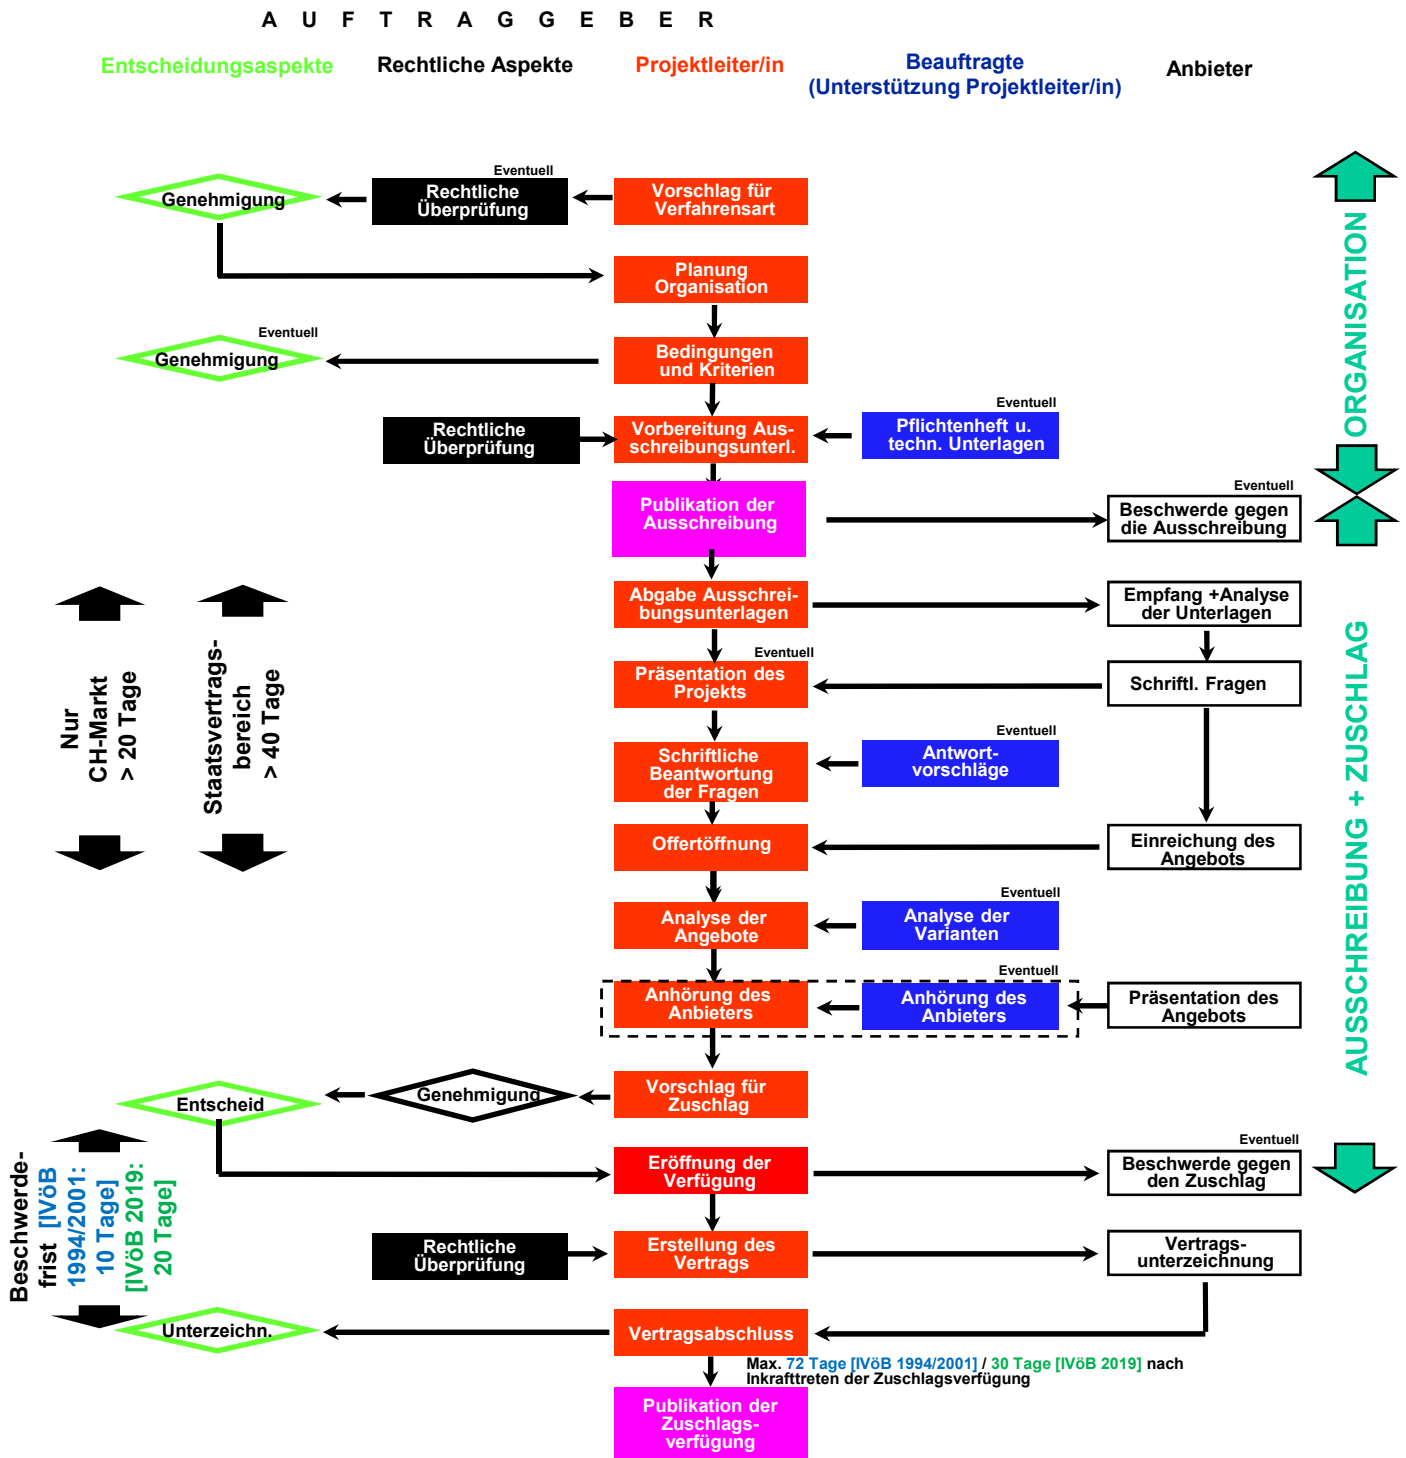 A U F T R A G G E B E R
Entscheidungsaspekte
Rechtliche Aspekte
Projektleiter/in
Beauftragte
(Unterstützung Projektleiter/in)
Anbieter
Eventuell
Genehmigung
Rechtliche
Überprüfung
Vorschlag für
Verfahrensart
Planung
Organisation
Eventuell
Genehmigung
Bedingungen
und Kriterien
Rechtliche
Überprüfung
Vorbereitung Aus-
schreibungsunterl.
Eventuell
Pflichtenheft u.
techn. Unterlagen
ORGANISATION
Publikation der
Ausschreibung
Eventuell
Beschwerde gegen
die Ausschreibung
Nur
CH-Markt
> 20 Tage
Staatsvertrags-
bereich
> 40 Tage
Abgabe Ausschrei-
bungsunterlagen
Empfang +Analyse
der Unterlagen
Eventuell
Präsentation des
Projekts
Schriftl. Fragen
Schriftliche
Beantwortung
der Fragen
Eventuell
Antwort-
vorschläge
Offertöffnung
Einreichung des
Angebots
AUSSCHREIBUNG + ZUSCHLAG
Analyse der
Angebote
Eventuell
Analyse der
Varianten
Anhörung des
Anbieters
Eventuell
Anhörung des
Anbieters
Präsentation des
Angebots
Entscheid
Genehmigung
Vorschlag für
Zuschlag
Beschwerde-
frist [IVöB
1994/2001:
10 Tage]
[IVöB 2019:
20 Tage]
Eröffnung der
Verfügung
Eventuell
Beschwerde gegen
den Zuschlag
Rechtliche
Überprüfung
Erstellung des
Vertrags
Vertrags-
unterzeichnung
Unterzeichn.
Vertragsabschluss
Max. 72 Tage [IVöB 1994/2001] / 30 Tage [IVöB 2019] nach
Inkrafttreten der Zuschlagsverfügung
Publikation der
Zuschlags-
verfügung